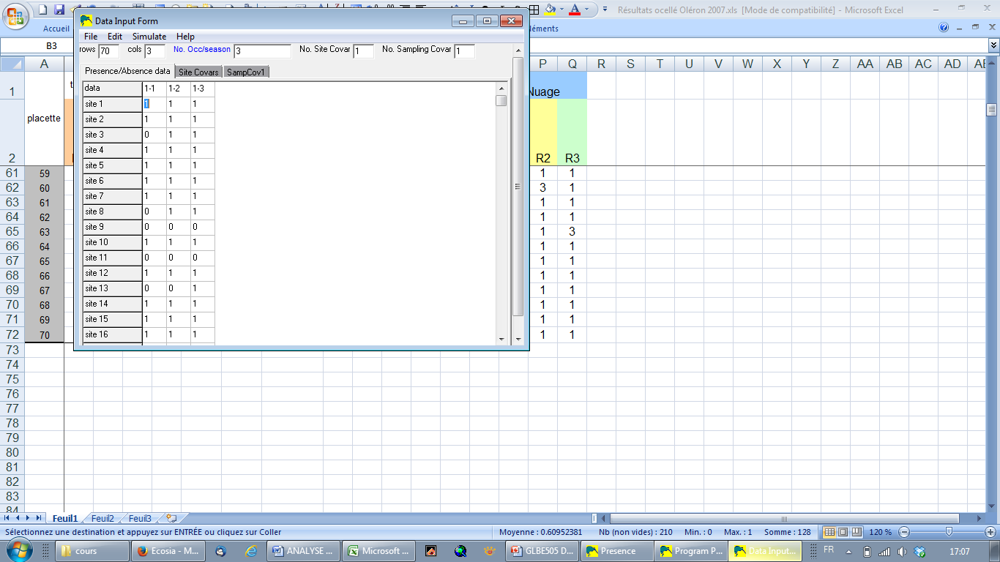 Résultats ocellé Oléron 2007.xls [Mode de compatibilité] - Microsoft Excel
Accueil
B3
Data Input Form
File Edit Simulate Help
rows 70 cols 3 No. Occ/season 3 No. Site Covar 1 No. Sampling Covar 1
Presence/Absence data Site Covars SampCov1
data 1-1 1-2 1-3
site 1 1 1 1
site 2 1 1 1
site 3 0 1 1
site 4 1 1 1
site 5 1 1 1
site 6 1 1 1
site 7 1 1 1
site 8 0 1 1
site 9 0 0 0
site 10 1 1 1
site 11 0 0 0
site 12 1 1 1
site 13 0 0 1
site 14 1 1 1
site 15 1 1 1
site 16 1 1 1
A P Q R S T U V W X Y Z AA AB AC AD AE
1 Nuage
placette
2 R2 R3
61 59 1 1
62 60 3 1
63 61 1 1
64 62 1 1
65 63 1 3
66 64 1 1
67 65 1 1
68 66 1 1
69 67 1 1
70 68 1 1
71 69 1 1
72 70 1 1
73
74
75
76
77
78
79
80
81
82
83
84
Feuil1 Feuil2 Feuil3
Sélectionnez une destination et appuyez sur ENTRÉE ou cliquez sur Coller Moyenne : 0.60952381 Nb (non vides) : 210 Min. : 0 Max. : 1 Somme : 128 120 %
cours Ecosia - M... ANALYSE ... Microsoft ... GLBE505 D... Presence Program P... Data Input... FR 17:07